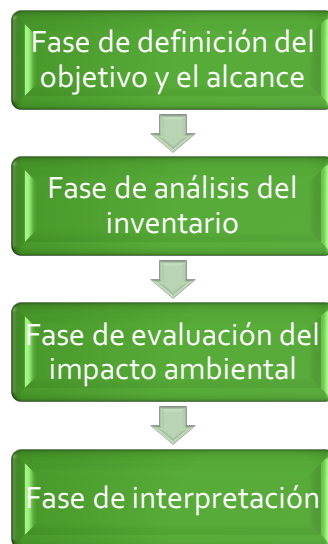 Fase de definición del
objetivo y el alcance
Fase de análisis del
inventario
Fase de evaluación del
impacto ambiental
Fase de interpretación